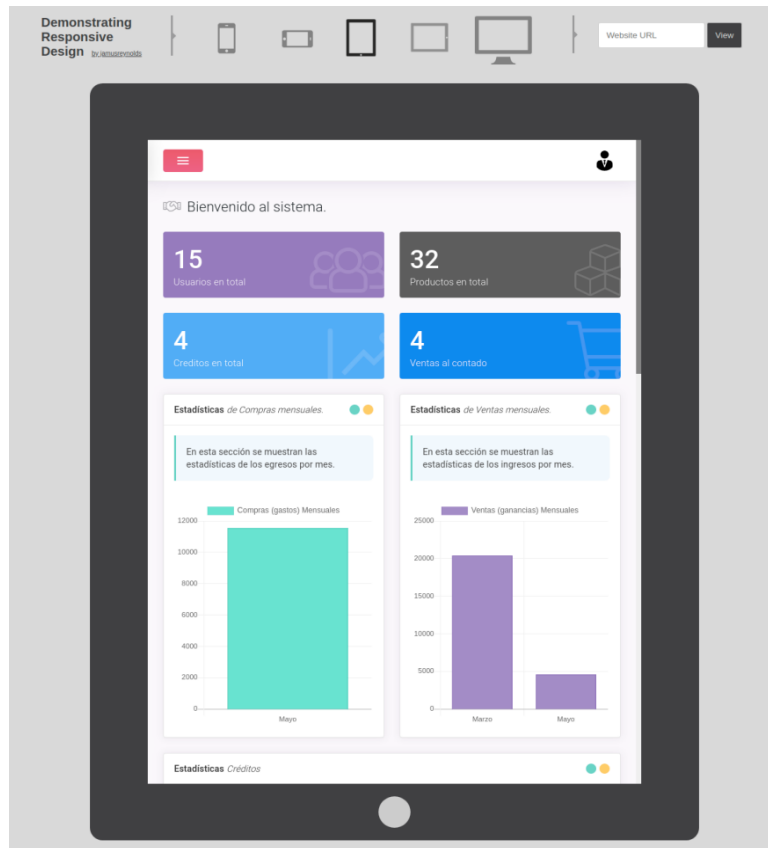 Demonstrating
Responsive
Design by jamusreynolds
Website URL
View
Bienvenido al sistema.
15
Usuarios en total
32
Productos en total
4
Creditos en total
4
Ventas al contado
Estadísticas de Compras mensuales.
En esta sección se muestran las
estadísticas de los egresos por mes.
Compras (gastos) Mensuales
12000
10000
8000
6000
4000
2000
0
Mayo
Estadísticas de Ventas mensuales.
En esta sección se muestran las
estadísticas de los ingresos por mes.
Ventas (ganancias) Mensuales
25000
20000
15000
10000
5000
0
Marzo
Mayo
Estadísticas Créditos